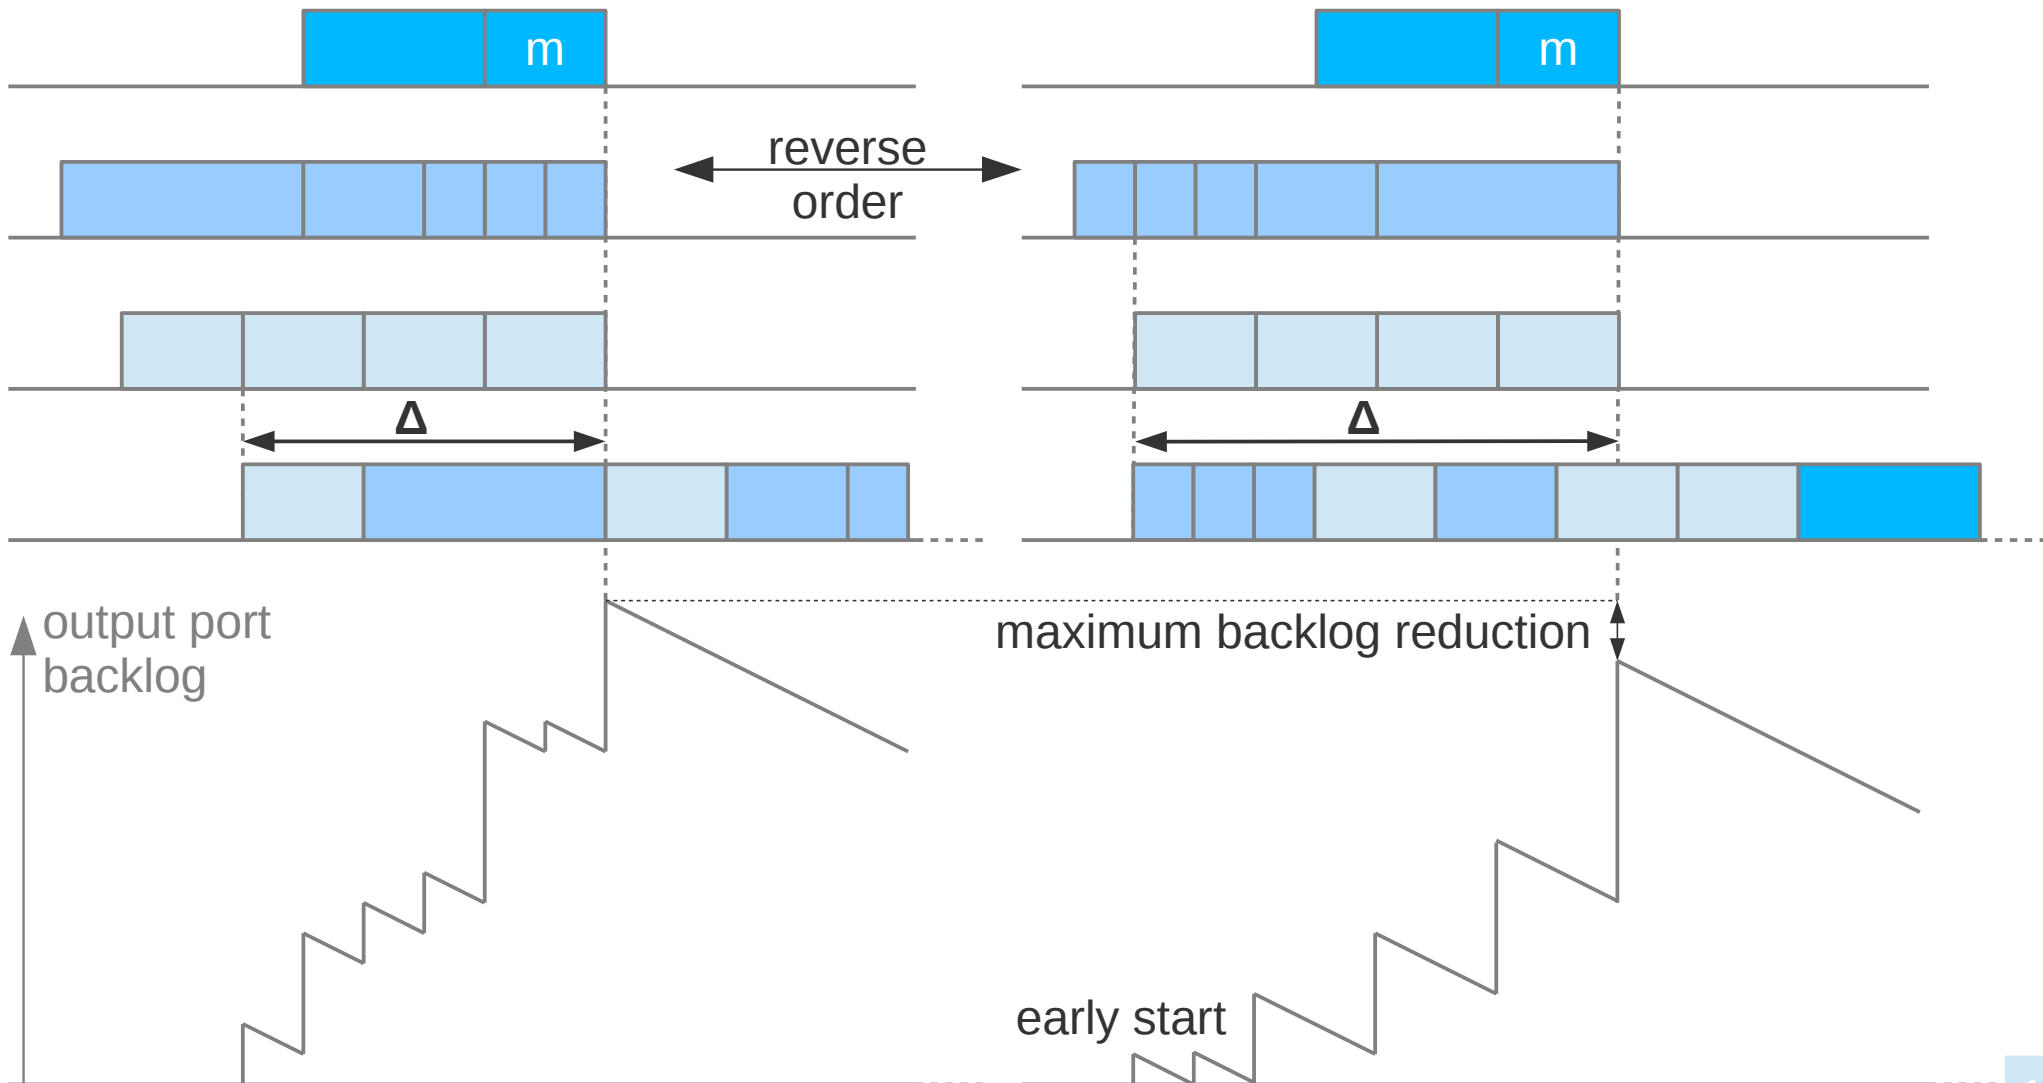 m
m
reverse
order
Δ
Δ
output port
backlog
maximum backlog reduction
early start